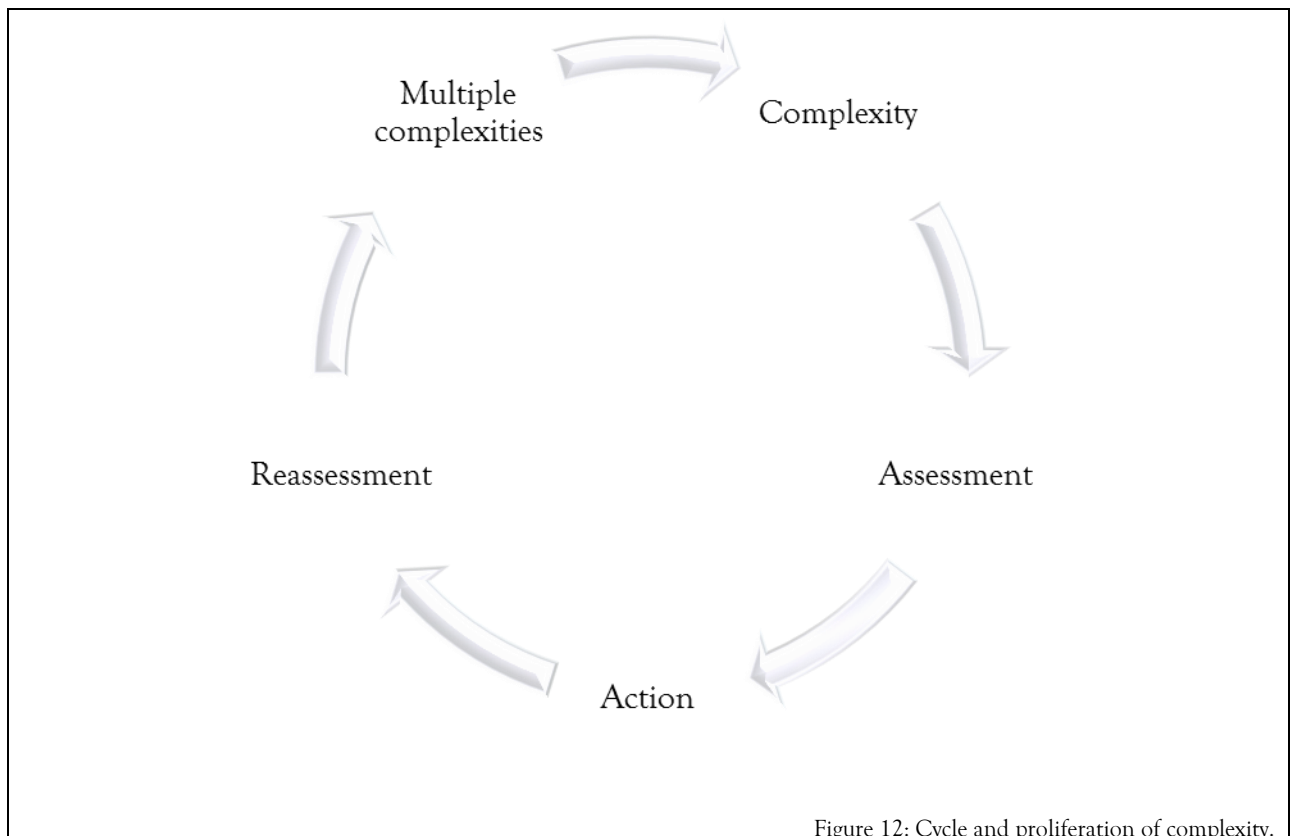 Multiple
complexities
Complexity
Reassessment
Assessment
Action
Figure 12: Cycle and proliferation of complexity.